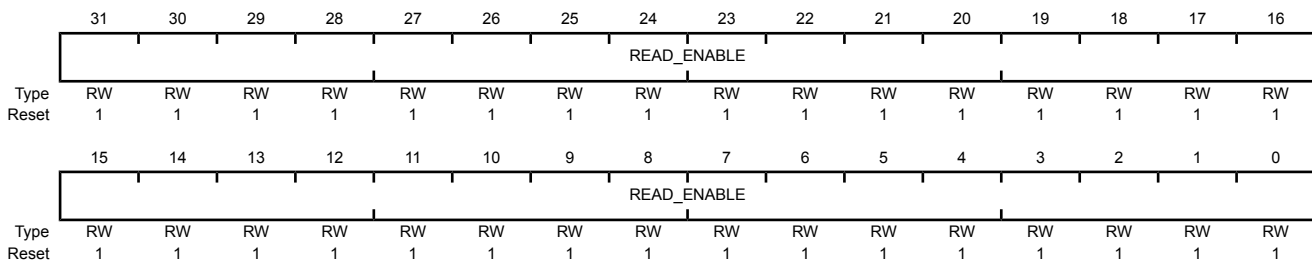 31 30 29 28 27 26 25 24 23 22 21 20 19 18 17 16
READ_ENABLE
Type RW RW RW RW RW RW RW RW RW RW RW RW RW RW RW RW
Reset 1 1 1 1 1 1 1 1 1 1 1 1 1 1 1 1
15 14 13 12 11 10 9 8 7 6 5 4 3 2 1 0
READ_ENABLE
Type RW RW RW RW RW RW RW RW RW RW RW RW RW RW RW RW
Reset 1 1 1 1 1 1 1 1 1 1 1 1 1 1 1 1